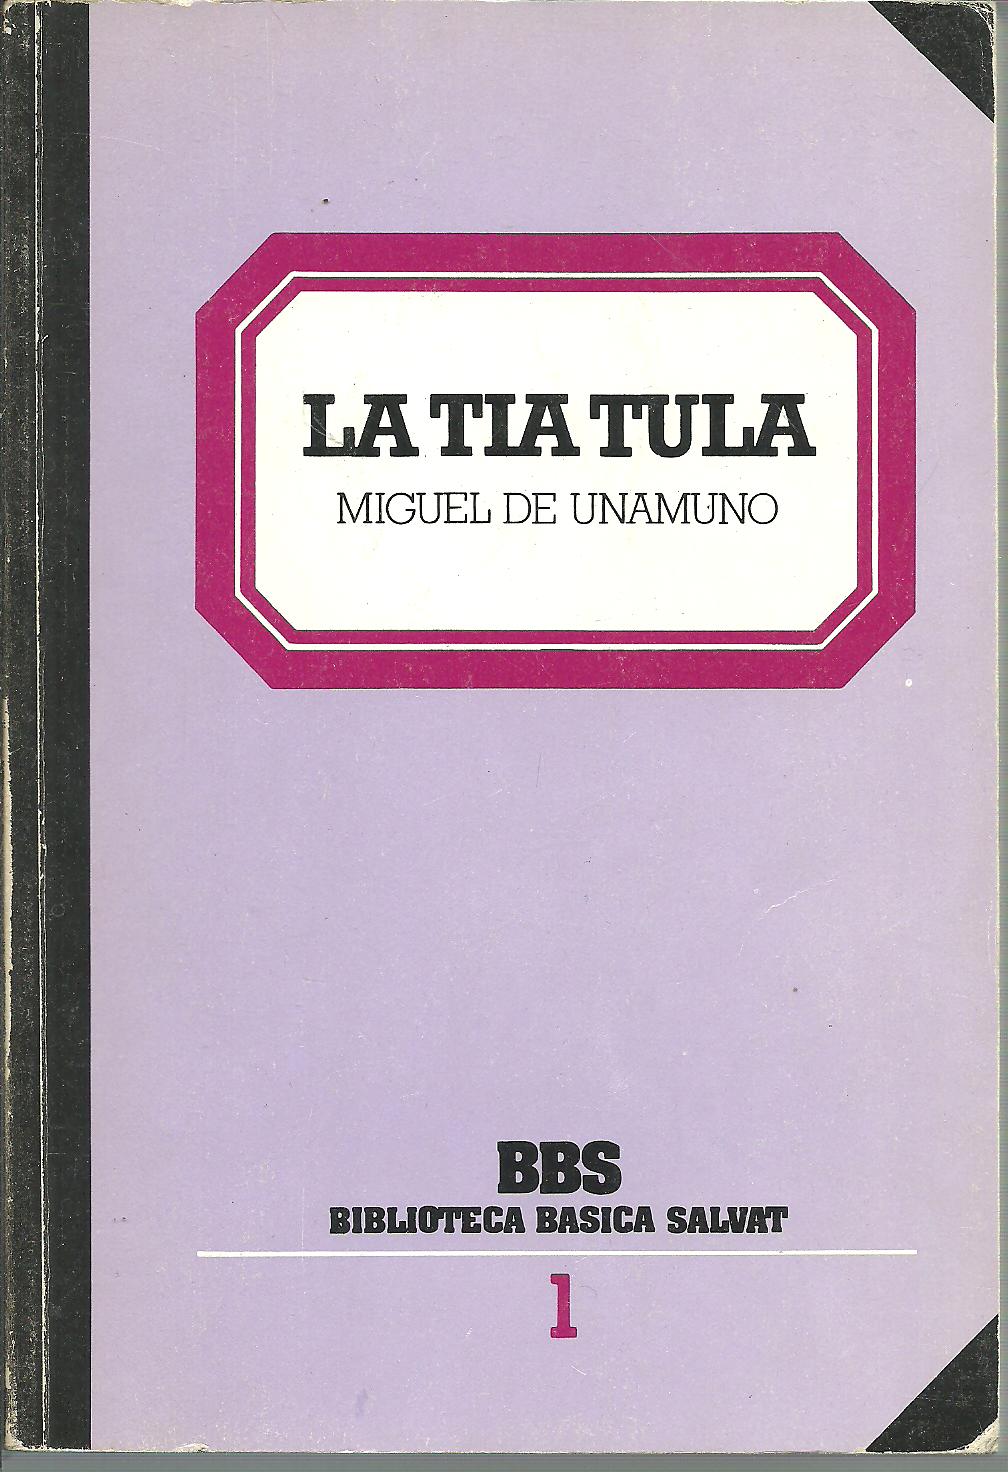 LA TIA TULA
MIGUEL DE UNAMUNO
BBS
BIBLIOTECA BASICA SALVAT
1